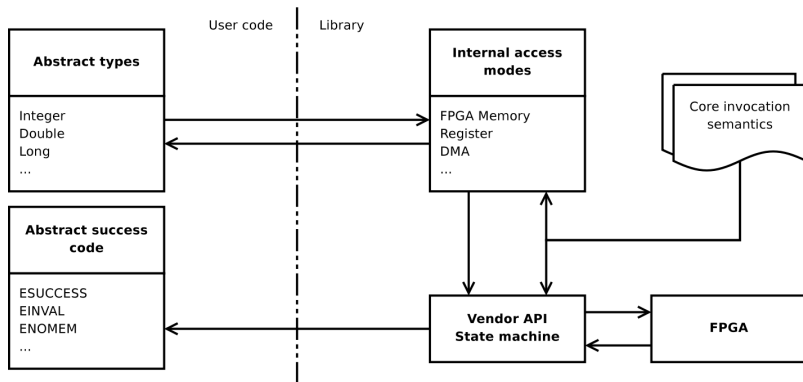 User code
Library
Abstract types
Integer
Double
Long
...
Internal access
modes
FPGA Memory
Register
DMA
...
Core invocation
semantics
Abstract success
code
ESUCCESS
EINVAL
ENOMEM
...
Vendor API
State machine
FPGA